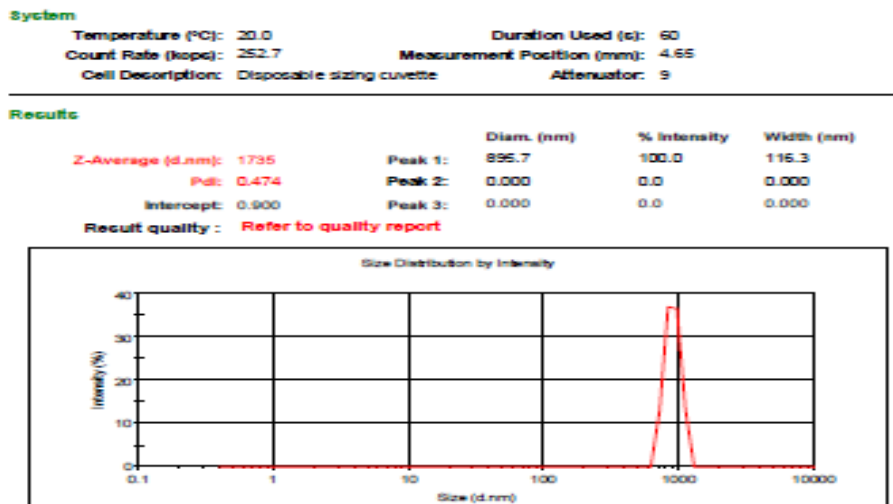 System
Temperature (ºC): 20.0 Duration Used (s): 60
Count Rate (kcps): 252.7 Measurement Position (mm): 4.65
Cell Description: Disposable sizing cuvette Attenuator: 9
Results
Diam. (nm) % Intensity Width (nm)
Z-Average (d.nm): 1735 Peak 1: 895.7 100.0 116.3
PdI: 0.474 Peak 2: 0.000 0.0 0.000
Intercept: 0.900 Peak 3: 0.000 0.0 0.000
Result quality : Refer to quality report
Size Distribution by Intensity
40
30
20
10
0
Intensity (%)
0.1 1 10 100 1000 10000
Size (d.nm)